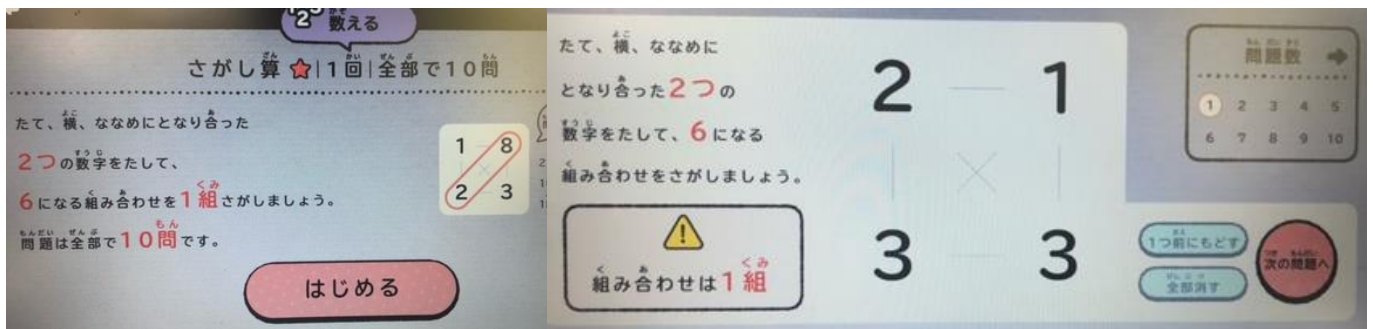 数える
さがし算 ☆|1回|全部で10問
たて、横、ななめにとなり合った
2つの数字をたして、
6になる組み合わせを1組さがしましょう。
問題は全部で10問です。
1 8
2 3
はじめる
たて、横、ななめに
となり合った2つの
数字をたして、6になる
組み合わせをさがしましょう。
組み合わせは1組
2 1
3 3
問題数
1 2 3 4 5
6 7 8 9 10
1つ前にもどす
全部消す
次の問題へ